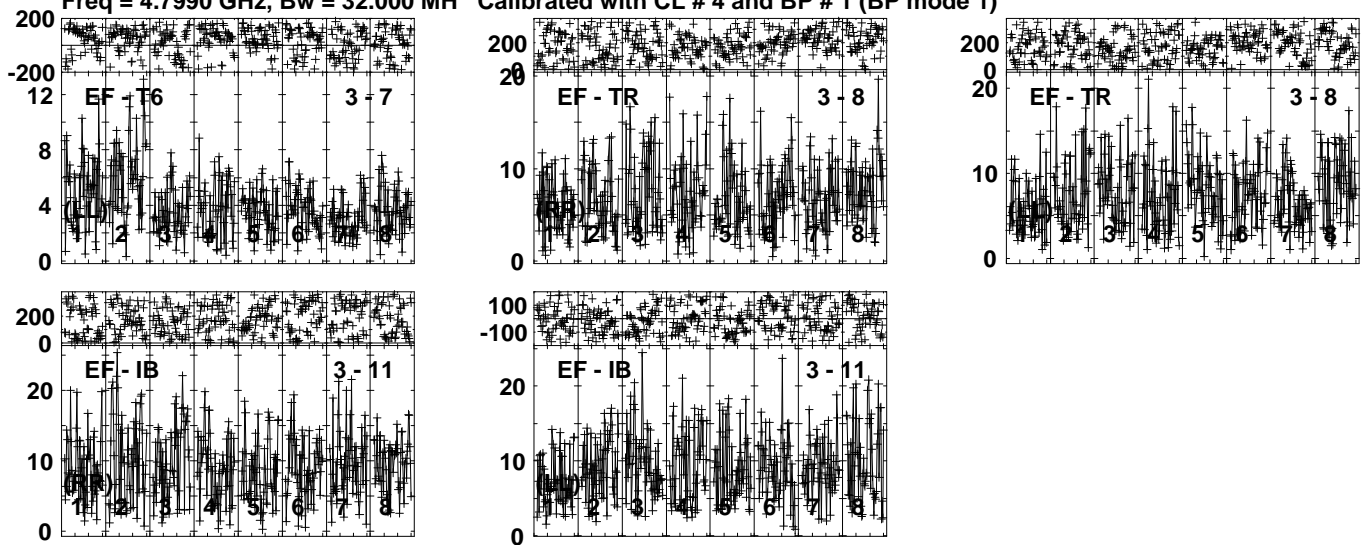 Freq = 4.7990 GHz, Bw = 32.000 MH Calibrated with CL # 4 and BP # 1 (BP mode 1)
200
-200
12
8
4
0
EF - T6 3 - 7
(LL)
1 2 3 4 5 6 7 8
200
0
20
10
0
EF - TR 3 - 8
(RR)
1 2 3 4 5 6 7 8
200
0
20
10
0
EF - TR 3 - 8
(LL)
1 2 3 4 5 6 7 8
200
0
20
10
0
EF - IB 3 - 11
(RR)
1 2 3 4 5 6 7 8
100
-100
20
10
0
EF - IB 3 - 11
(LL)
1 2 3 4 5 6 7 8